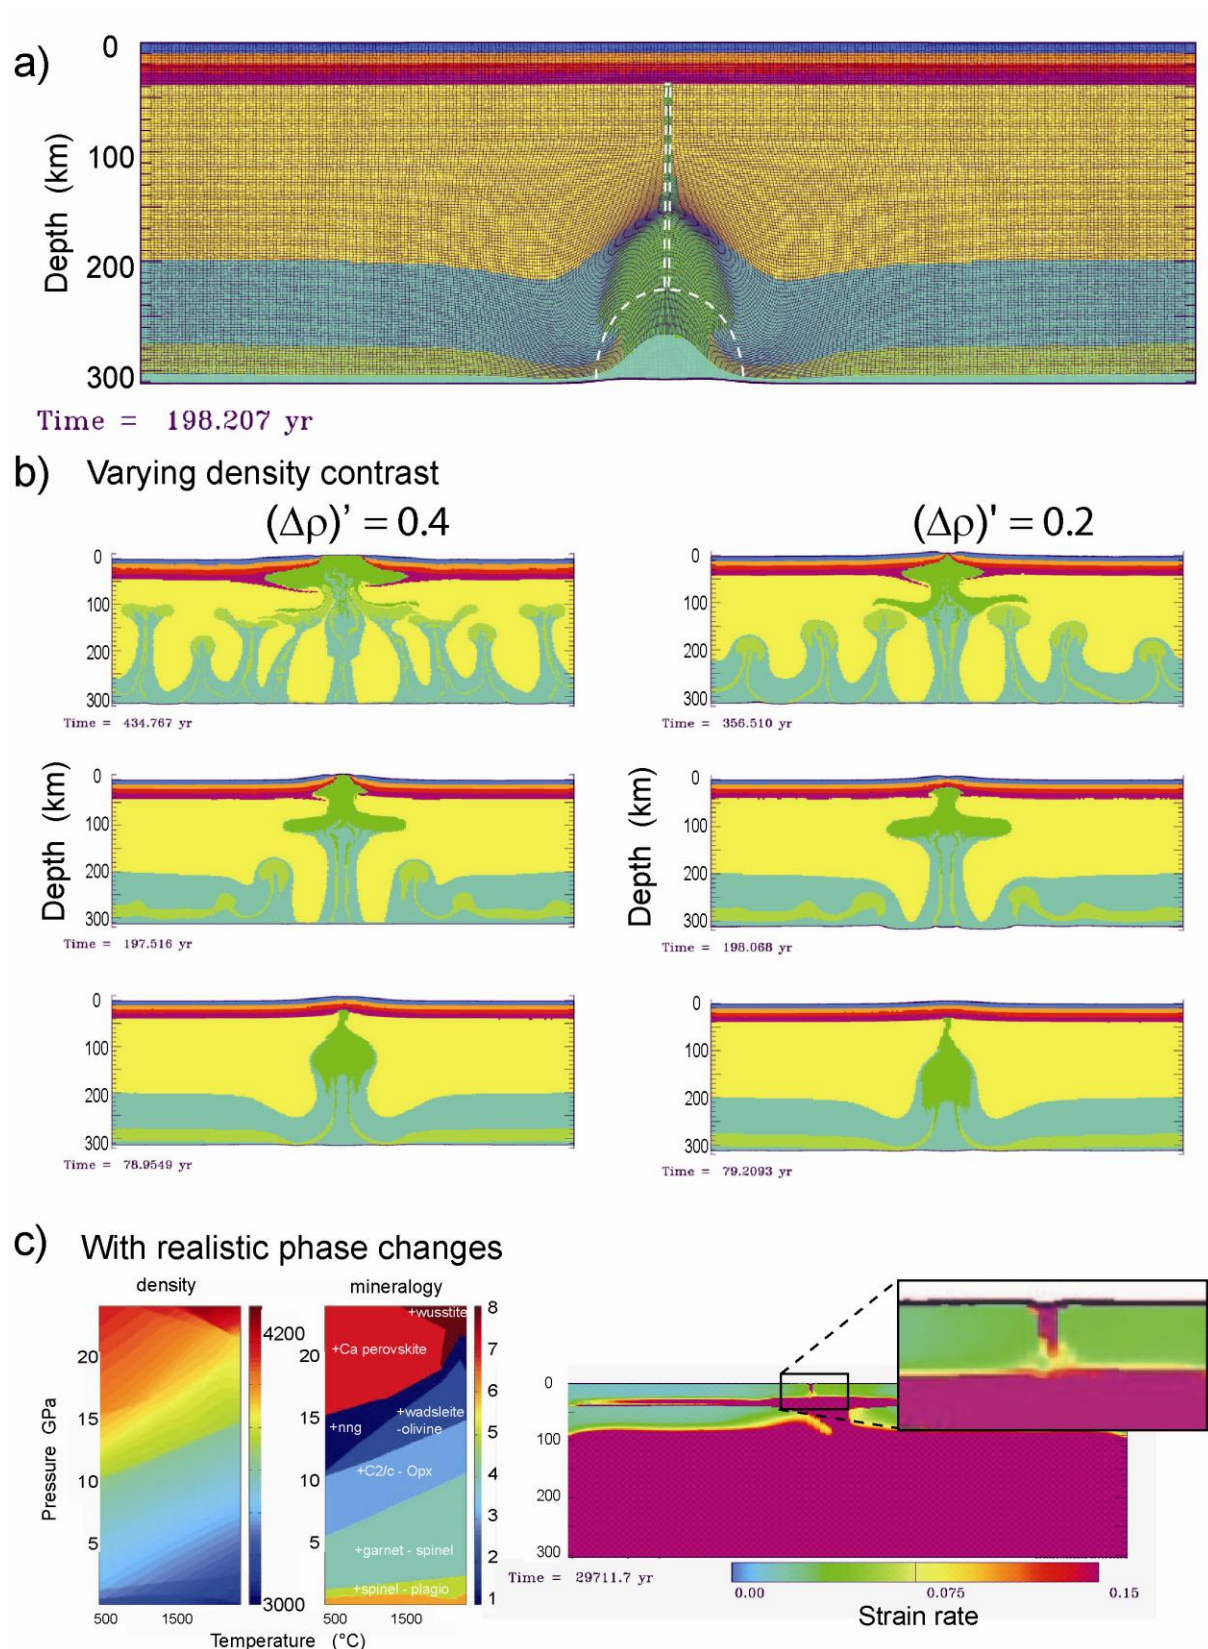 a)
0
100
200
300
Depth (km)
Time = 198.207 yr
b) Varying density contrast
(Δρ)' = 0.4
(Δρ)' = 0.2
0
100
200
300
Time = 434.767 yr
0
100
200
300
Time = 356.510 yr
Depth (km)
0
100
200
300
Time = 197.516 yr
Depth (km)
0
100
200
300
Time = 198.068 yr
0
100
200
300
Time = 78.9549 yr
0
100
200
300
Time = 79.2093 yr
c) With realistic phase changes
density
Pressure GPa
20
15
10
5
500
1500
4200
3000
mineralogy
20
15
10
5
+wusstite
+Ca perovskite
+nng
+wadsleite
-olivine
+C2/c - Opx
+garnet - spinel
+spinel - plagio
500
1500
8
7
6
5
4
3
2
1
Temperature (°C)
0
100
200
300
Time = 29711.7 yr
0.00
0.075
0.15
Strain rate